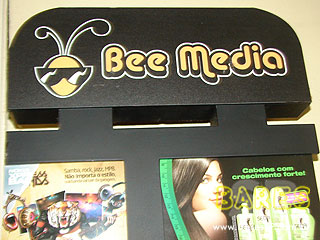 Bee Media
Samba, rock, jazz, MPB.
Não importa o estilo,
Cabelos com
crescimento forte!